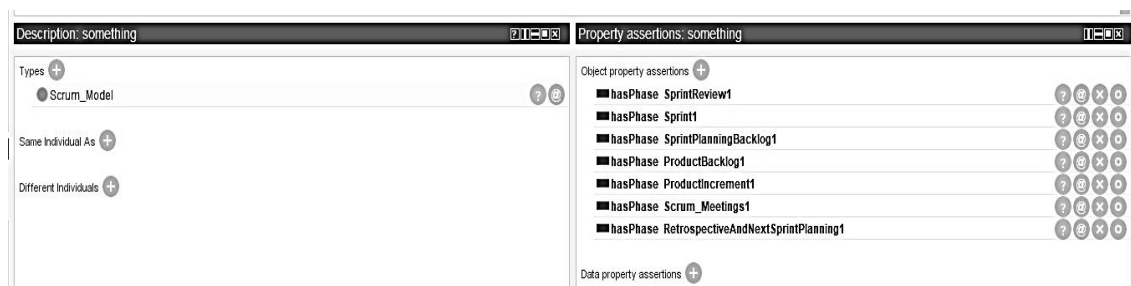 Description: something
Types
Scrum_Model
Same Individual As
Different Individuals
Property assertions: something
Object property assertions
hasPhase SprintReview1
hasPhase Sprint1
hasPhase SprintPlanningBacklog1
hasPhase ProductBacklog1
hasPhase ProductIncrement1
hasPhase Scrum_Meetings1
hasPhase RetrospectiveAndNextSprintPlanning1
Data property assertions